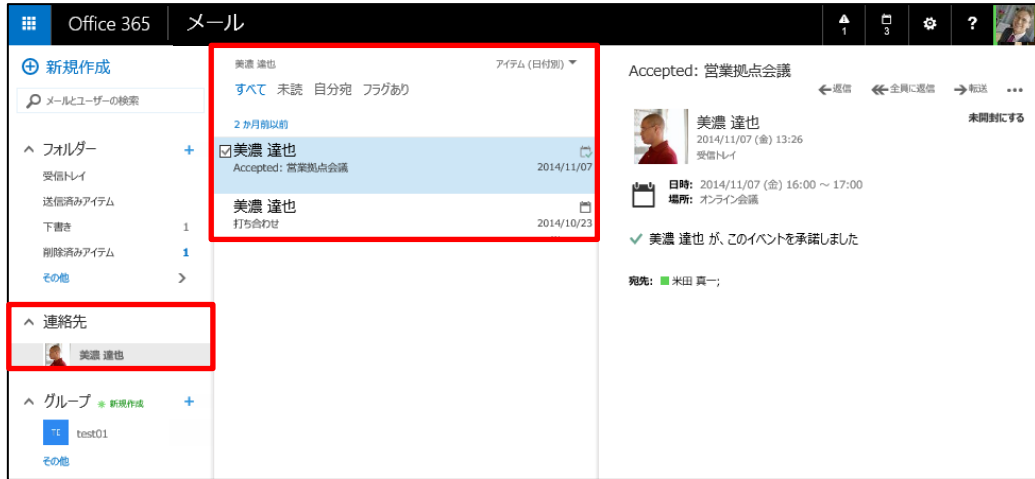 Office 365 メール 1 3 ?
新規作成
メールとユーザーの検索
フォルダー +
受信トレイ
送信済みアイテム
下書き 1
削除済みアイテム 1
その他
連絡先
美濃 達也
グループ 新規作成 +
TE test01
その他
美濃 達也 アイテム (日付別)
すべて 未読 自分宛 フラグあり
2 か月前以前
美濃 達也
Accepted: 営業拠点会議 2014/11/07
美濃 達也
打ち合わせ 2014/10/23
Accepted: 営業拠点会議
返信 全員に返信 転送 •••
美濃 達也 未開封にする
2014/11/07 (金) 13:26
受信トレイ
日時: 2014/11/07 (金) 16:00 ～ 17:00
場所: オンライン会議
美濃 達也 が、このイベントを承諾しました
宛先: 米田 真一;